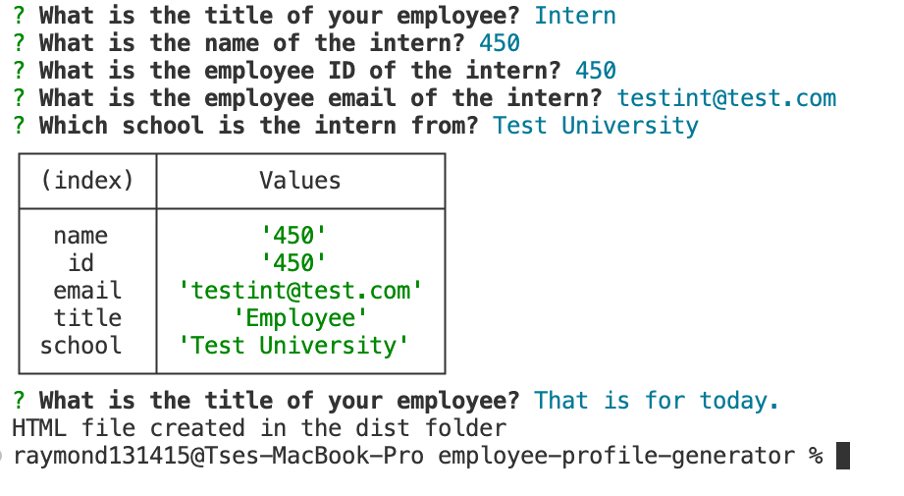 ? What is the title of your employee? Intern
? What is the name of the intern? 450
? What is the employee ID of the intern? 450
? What is the employee email of the intern? testint@test.com
? Which school is the intern from? Test University
(index) Values
name '450'
id '450'
email 'testint@test.com'
title 'Employee'
school 'Test University'
? What is the title of your employee? That is for today.
HTML file created in the dist folder
raymond131415@Tses-MacBook-Pro employee-profile-generator %